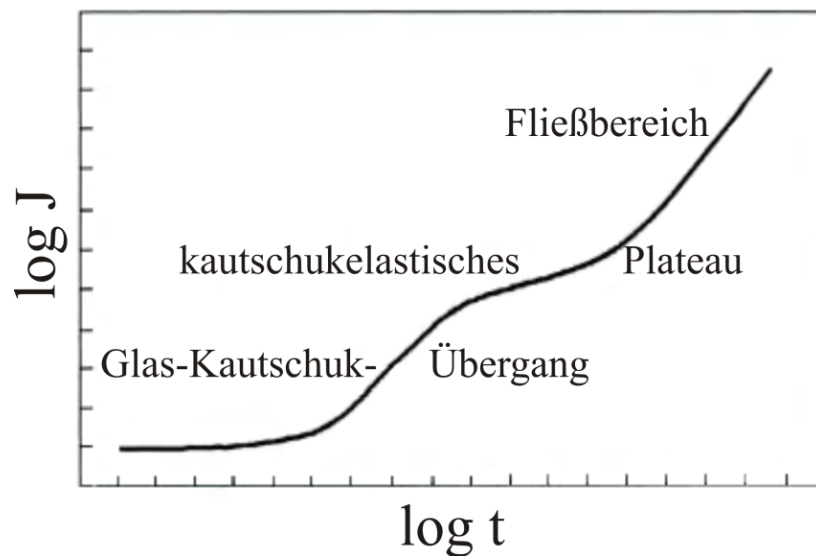 Fließbereich
log J
kautschukelastisches Plateau
Glas-Kautschuk-Übergang
log t